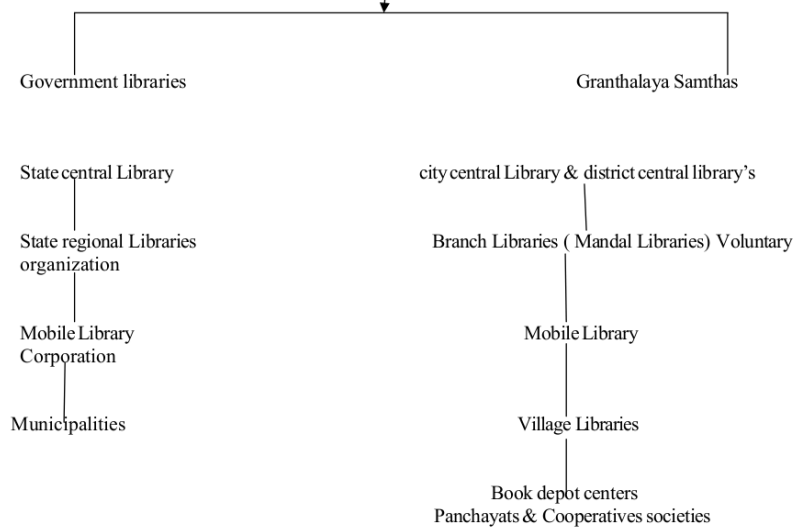 Government libraries
Granthalaya Samthas
State central Library
city central Library & district central library's
State regional Libraries
organization
Branch Libraries ( Mandal Libraries) Voluntary
Mobile Library
Corporation
Mobile Library
Municipalities
Village Libraries
Book depot centers
Panchayats & Cooperatives societies